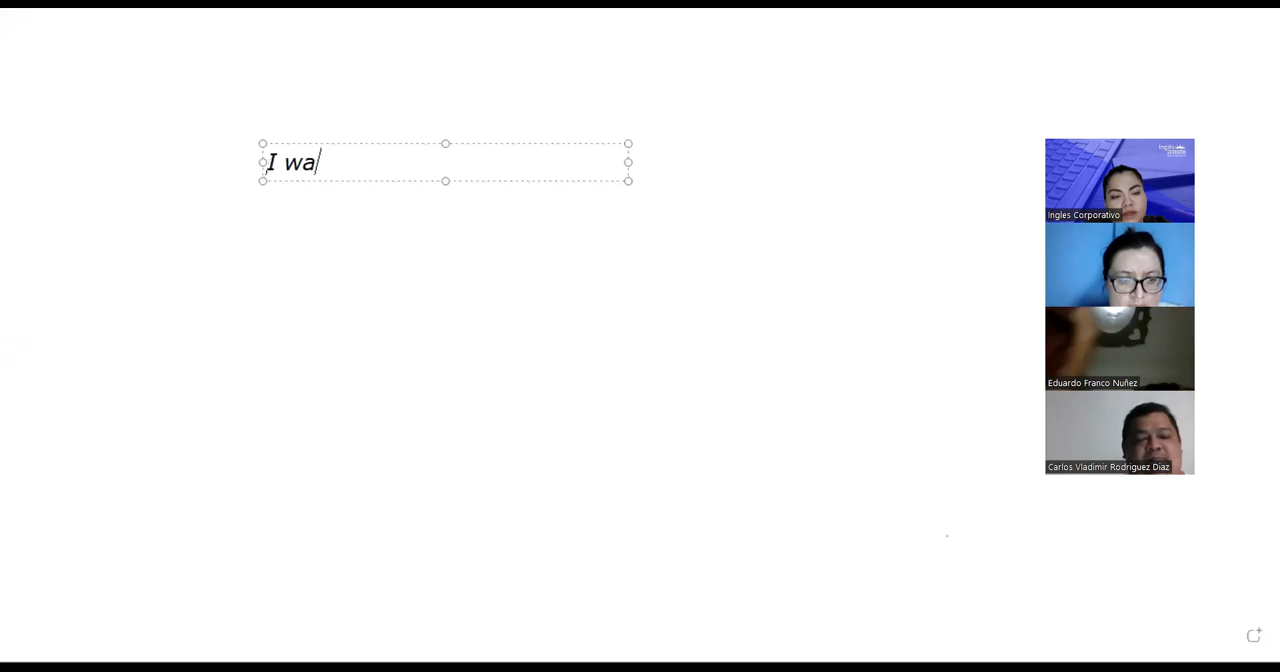 I wa
Ingles Corporativo
Eduardo Franco Nuñez
Carlos Vladimir Rodriguez Diaz